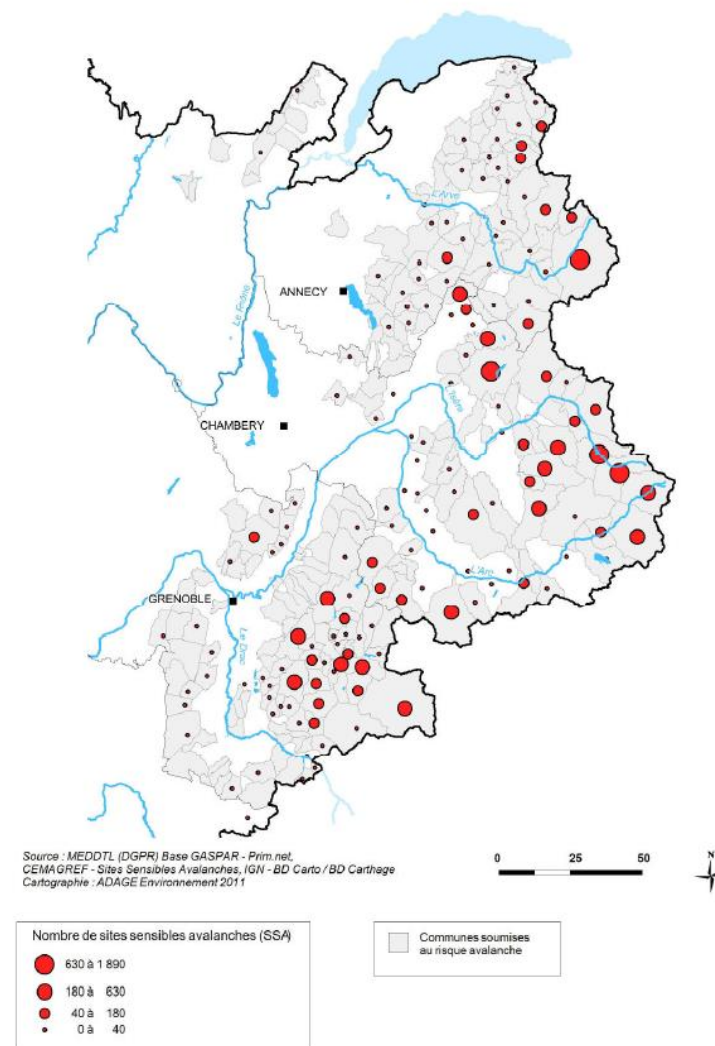 L'Arve
ANNECY
Le Rhône
L'Isère
CHAMBERY
L'Arc
GRENOBLE
Le Drac
Source : MEDDTL (DGPR) Base GASPAR - Prim.net,
CEMAGREF - Sites Sensibles Avalanches, IGN - BD Carto / BD Carthage
Cartographie : ADAGE Environnement 2011
0 25 50
N
Nombre de sites sensibles avalanches (SSA)
630 à 1 890
180 à 630
40 à 180
0 à 40
Communes soumises
au risque avalanche